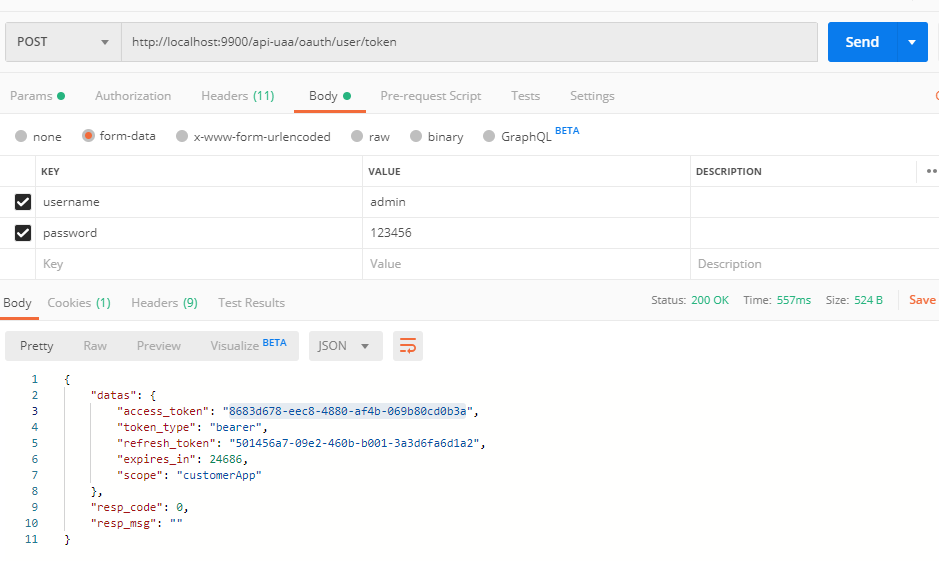 POST http://localhost:9900/api-uaa/oauth/user/token Send
Params Authorization Headers (11) Body Pre-request Script Tests Settings
none form-data x-www-form-urlencoded raw binary GraphQL BETA
KEY VALUE DESCRIPTION
username admin
password 123456
Key Value Description
Body Cookies (1) Headers (9) Test Results Status: 200 OK Time: 557ms Size: 524 B Save
Pretty Raw Preview Visualize BETA JSON
1 {
2 "datas": {
3 "access_token": "8683d678-eec8-4880-af4b-069b80cd0b3a",
4 "token_type": "bearer",
5 "refresh_token": "501456a7-09e2-460b-b001-3a3d6fa6d1a2",
6 "expires_in": 24686,
7 "scope": "customerApp"
8 },
9 "resp_code": 0,
10 "resp_msg": ""
11 }